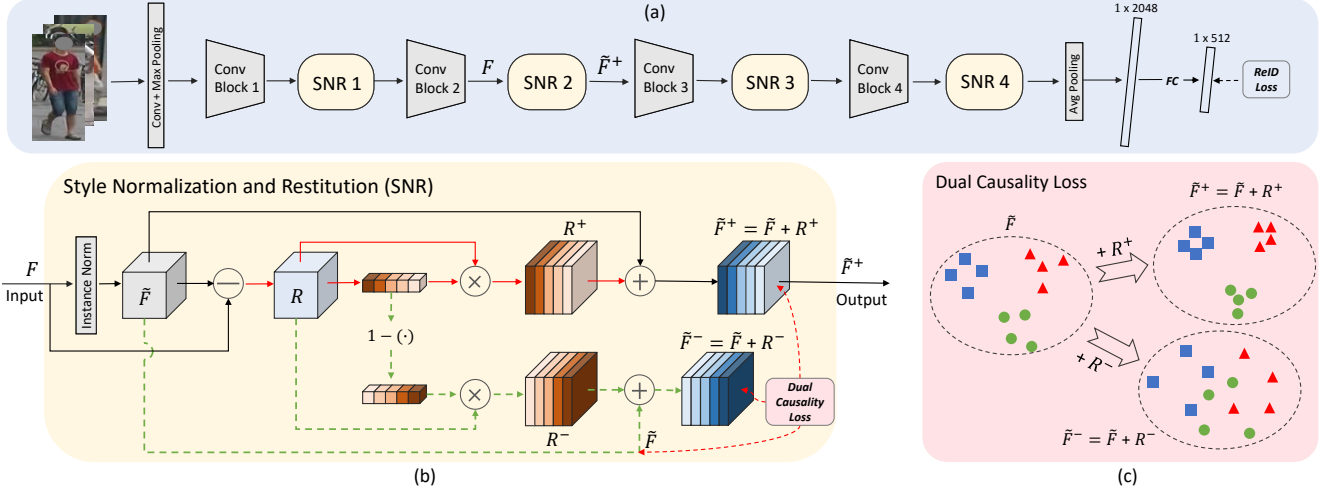 (a)
Conv + Max Pooling
Conv
Block 1
SNR 1
Conv
Block 2
F
SNR 2
F̃⁺
Conv
Block 3
SNR 3
Conv
Block 4
SNR 4
Avg Pooling
1 x 2048
FC
1 x 512
ReID
Loss
Style Normalization and Restitution (SNR)
F
Input
Instance Norm
F̃
−
R
1 − (·)
×
R⁺
+
F̃⁺ = F̃ + R⁺
F̃⁺
Output
×
R⁻
+
F̃
F̃⁻ = F̃ + R⁻
Dual
Causality
Loss
(b)
Dual Causality Loss
F̃
+ R⁺
F̃⁺ = F̃ + R⁺
+ R⁻
F̃⁻ = F̃ + R⁻
(c)